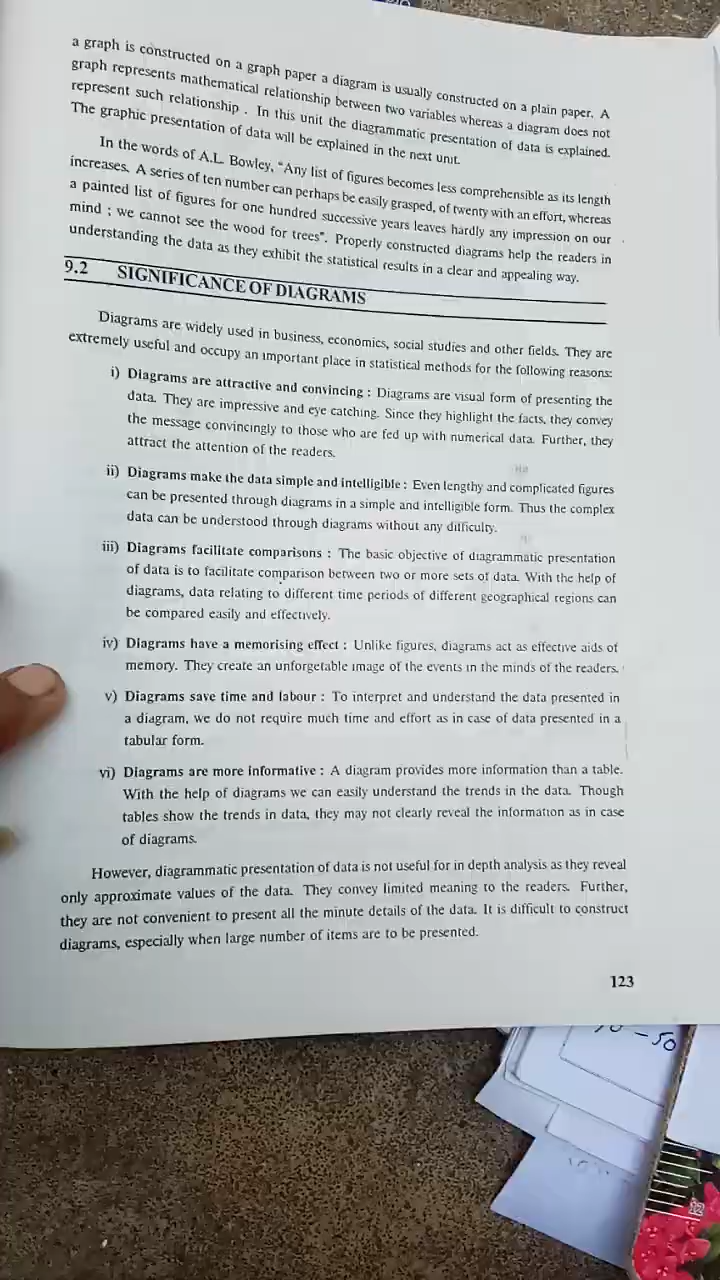 a graph is constructed on a graph paper a diagram is usually constructed on a plain paper. A
graph represents mathematical relationship between two variables whereas a diagram does not
represent such relationship . In this unit the diagrammatic presentation of data is explained.
The graphic presentation of data will be explained in the next unit.
In the words of A.L. Bowley, "Any list of figures becomes less comprehensible as its length
increases. A series of ten number can perhaps be easily grasped, of twenty with an effort, whereas
a painted list of figures for one hundred successive years leaves hardly any impression on our
mind ; we cannot see the wood for trees". Properly constructed diagrams help the readers in
understanding the data as they exhibit the statistical results in a clear and appealing way.
9.2 SIGNIFICANCE OF DIAGRAMS
Diagrams are widely used in business, economics, social studies and other fields. They are
extremely useful and occupy an important place in statistical methods for the following reasons:
i) Diagrams are attractive and convincing : Diagrams are visual form of presenting the
data. They are impressive and eye catching. Since they highlight the facts, they convey
the message convincingly to those who are fed up with numerical data. Further, they
attract the attention of the readers.
ii) Diagrams make the data simple and intelligible : Even lengthy and complicated figures
can be presented through diagrams in a simple and intelligible form. Thus the complex
data can be understood through diagrams without any difficulty.
iii) Diagrams facilitate comparisons : The basic objective of diagrammatic presentation
of data is to facilitate comparison between two or more sets of data. With the help of
diagrams, data relating to different time periods of different geographical regions can
be compared easily and effectively.
iv) Diagrams have a memorising effect : Unlike figures, diagrams act as effective aids of
memory. They create an unforgetable image of the events in the minds of the readers.
v) Diagrams save time and labour : To interpret and understand the data presented in
a diagram, we do not require much time and effort as in case of data presented in a
tabular form.
vi) Diagrams are more informative : A diagram provides more information than a table.
With the help of diagrams we can easily understand the trends in the data. Though
tables show the trends in data, they may not clearly reveal the information as in case
of diagrams.
However, diagrammatic presentation of data is not useful for in depth analysis as they reveal
only approximate values of the data. They convey limited meaning to the readers. Further,
they are not convenient to present all the minute details of the data. It is difficult to construct
diagrams, especially when large number of items are to be presented.
123
- 50